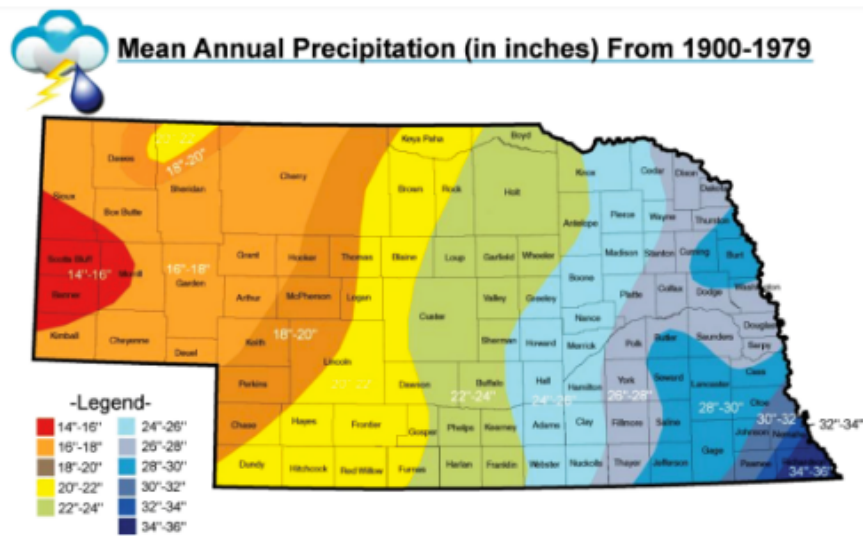 Mean Annual Precipitation (in inches) From 1900-1979
Boyd
Keya Paha
20"-22"
Dawes
18"-20"
Cherry
Knox
Cedar
Dixon
Dakota
Sheridan
Brown
Rock
Holt
Sioux
Box Butte
Antelope
Pierce
Wayne
Thurston
Scotts Bluff
14"-16"
Morrill
16"-18"
Garden
Grant
Hooker
Thomas
Blaine
Loup
Garfield
Wheeler
Madison
Stanton
Cuming
Burt
Boone
Banner
Arthur
McPherson
Logan
Custer
Valley
Greeley
Platte
Colfax
Dodge
Washington
Nance
Kimball
Cheyenne
Deuel
Keith
18"-20"
Lincoln
Sherman
Howard
Merrick
Polk
Butler
Saunders
Douglas
Sarpy
Perkins
20"-22"
Dawson
Buffalo
22"-24"
Hall
24"-26"
Hamilton
York
26"-28"
Seward
Lancaster
28"-30"
Cass
Otoe
30"-32
32"-34"
Chase
Hayes
Frontier
Gosper
Phelps
Kearney
Adams
Clay
Fillmore
Saline
Johnson
Nemaha
Dundy
Hitchcock
Red Willow
Furnas
Harlan
Franklin
Webster
Nuckolls
Thayer
Jefferson
Gage
Pawnee
34"-36"
-Legend-
14"-16"
16"-18"
18"-20"
20"-22"
22"-24"
24"-26"
26"-28"
28"-30"
30"-32"
32"-34"
34"-36"